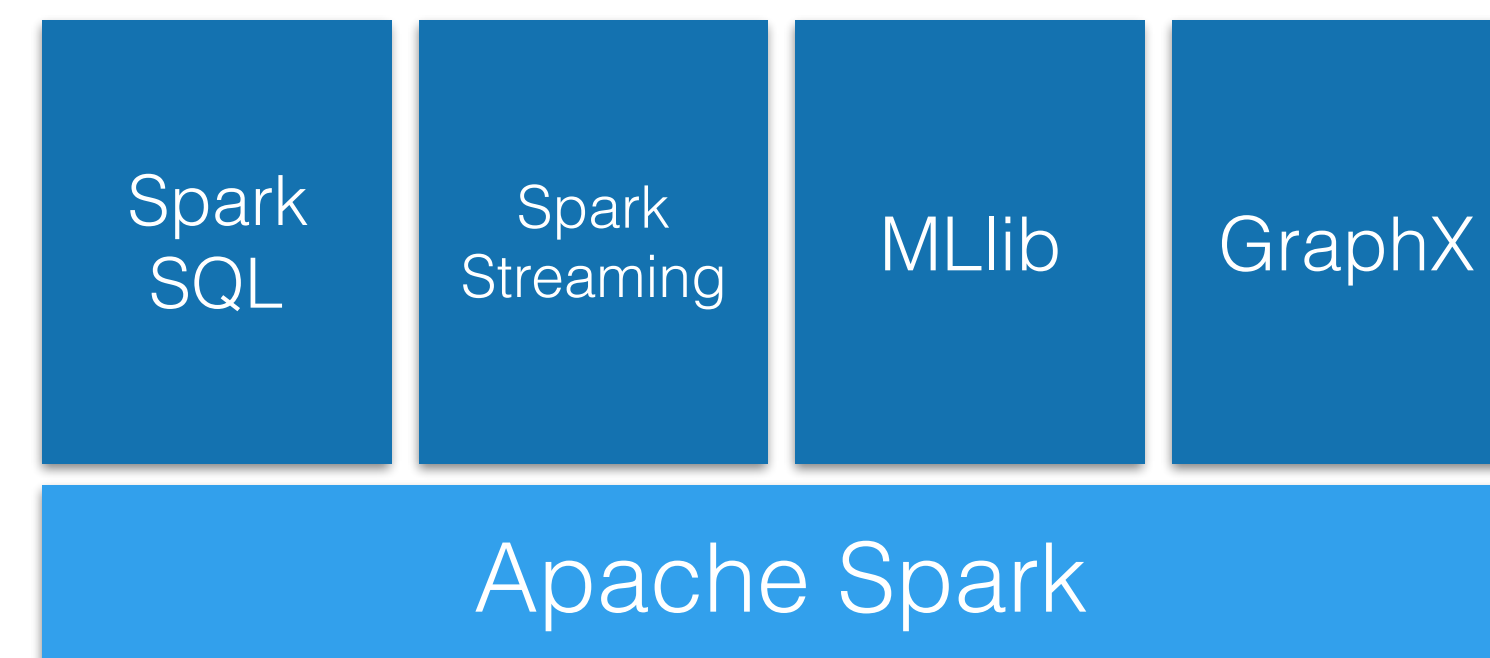 Spark
SQL
Spark
Streaming
MLlib
GraphX
Apache Spark